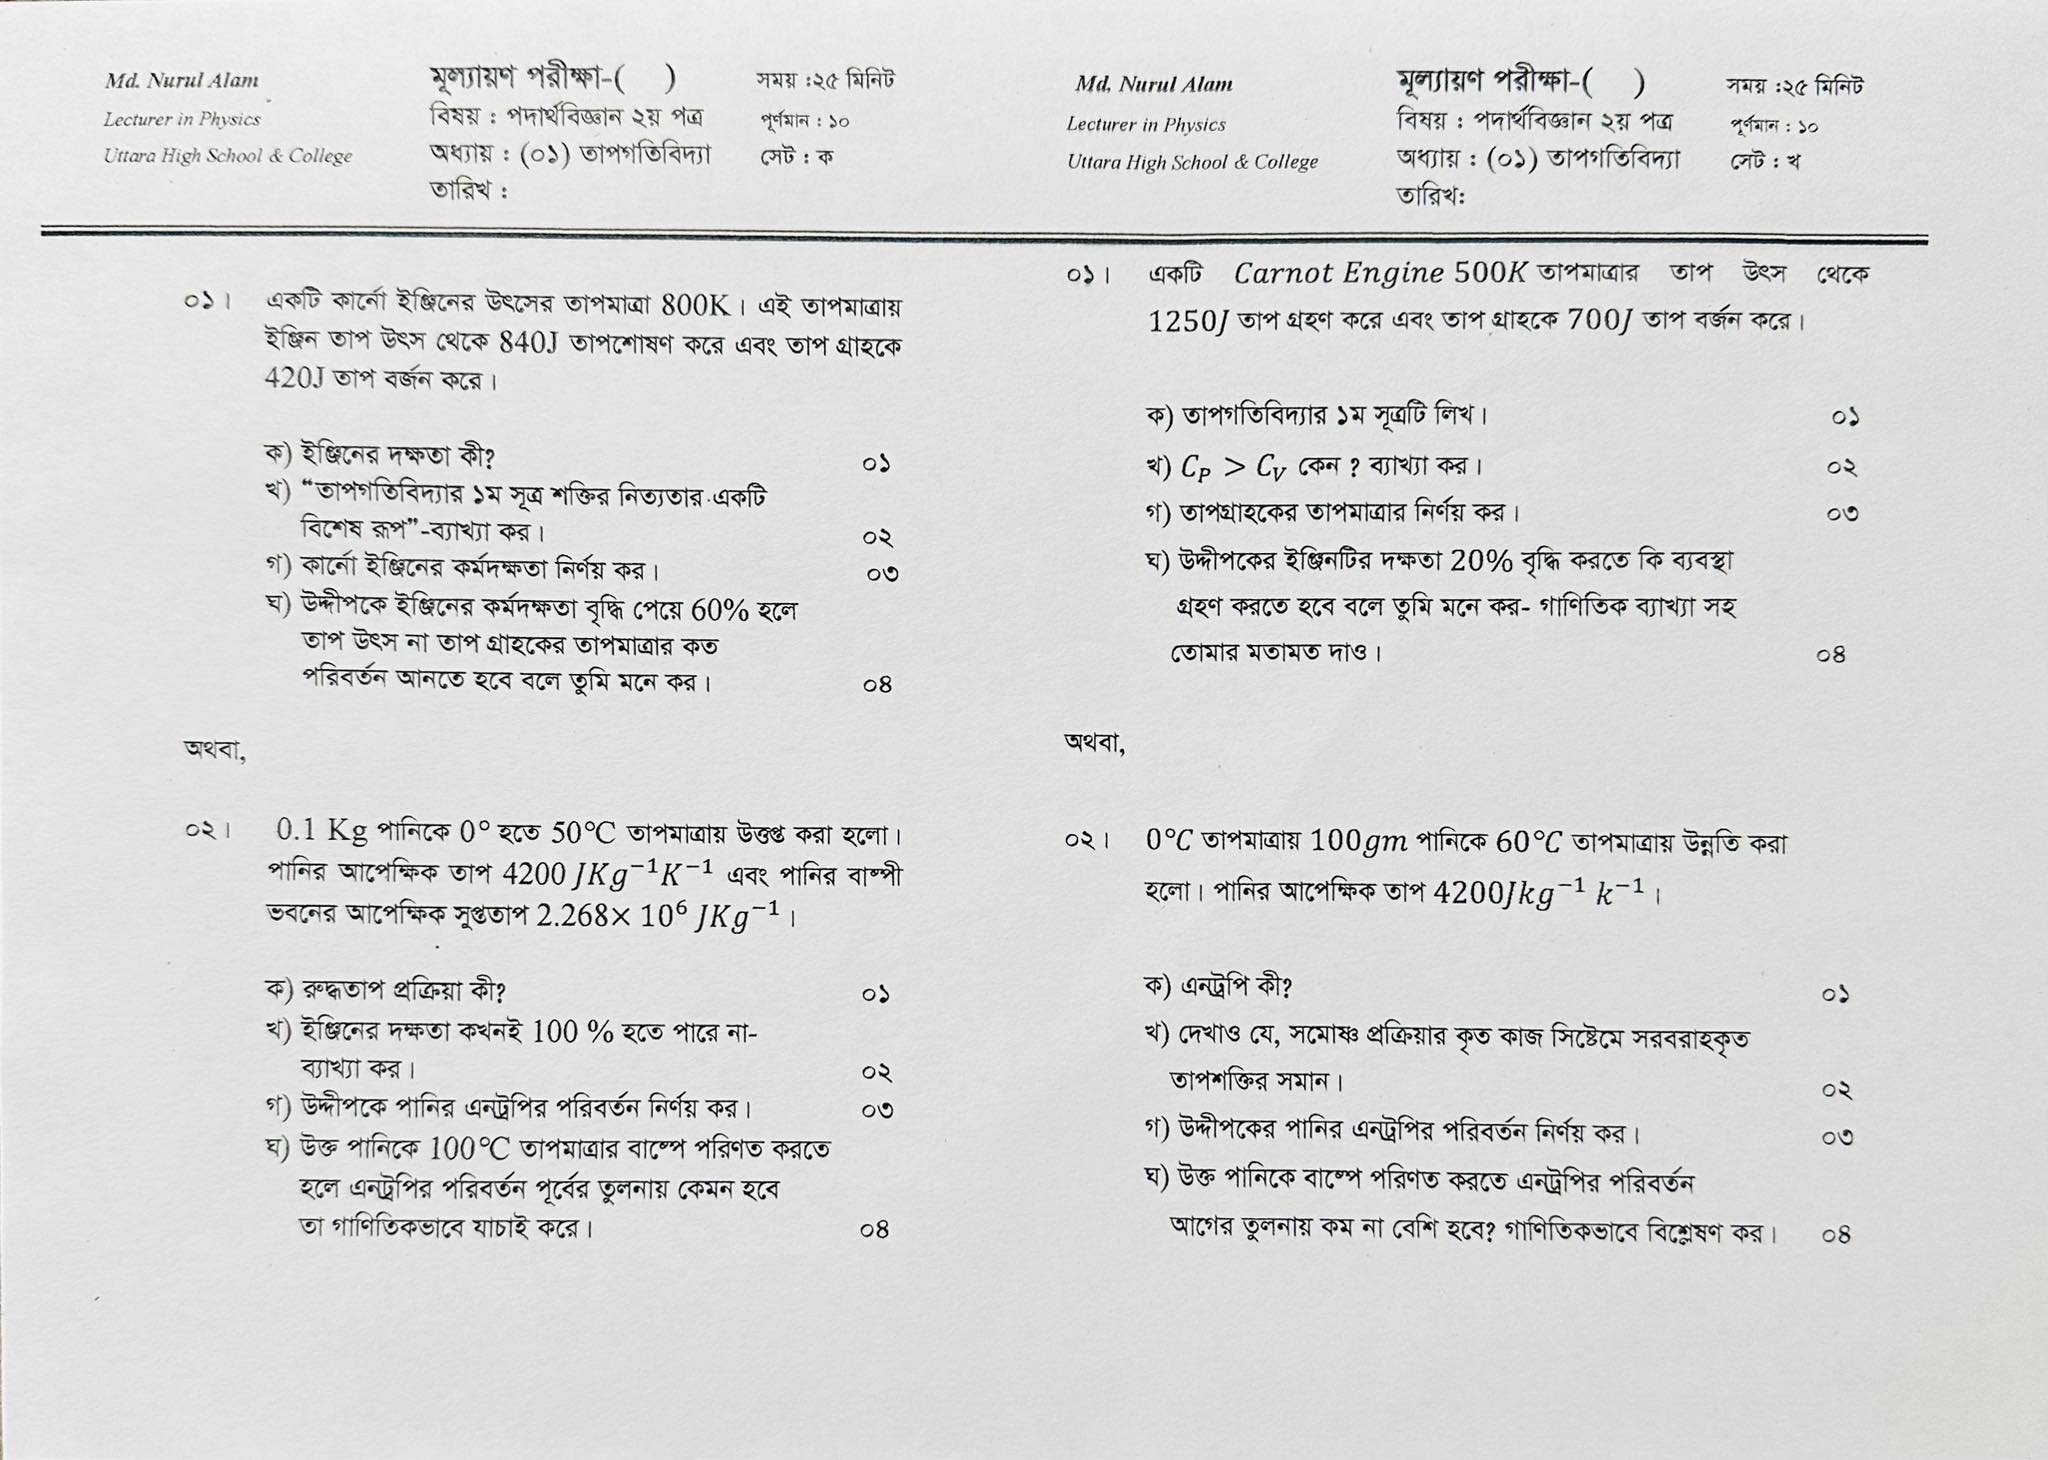 Md. Nurul Alam
Lecturer in Physics
Uttara High School & College
মূল্যায়ণ পরীক্ষা-( )
বিষয় : পদার্থবিজ্ঞান ২য় পত্র
অধ্যায় : (০১) তাপগতিবিদ্যা
তারিখ :
সময় :২৫ মিনিট
পূর্ণমান : ১০
সেট : ক
০১। একটি কার্নো ইঞ্জিনের উৎসের তাপমাত্রা 800K। এই তাপমাত্রায়
ইঞ্জিন তাপ উৎস থেকে 840J তাপশোষণ করে এবং তাপ গ্রাহকে
420J তাপ বর্জন করে।
ক) ইঞ্জিনের দক্ষতা কী? ০১
খ) “তাপগতিবিদ্যার ১ম সূত্র শক্তির নিত্যতার একটি
বিশেষ রূপ”-ব্যাখ্যা কর। ০২
গ) কার্নো ইঞ্জিনের কর্মদক্ষতা নির্ণয় কর। ০৩
ঘ) উদ্দীপকে ইঞ্জিনের কর্মদক্ষতা বৃদ্ধি পেয়ে 60% হলে
তাপ উৎস না তাপ গ্রাহকের তাপমাত্রার কত
পরিবর্তন আনতে হবে বলে তুমি মনে কর। ০৪
অথবা,
০২। 0.1 Kg পানিকে 0° হতে 50°C তাপমাত্রায় উত্তপ্ত করা হলো।
পানির আপেক্ষিক তাপ 4200 JKg⁻¹K⁻¹ এবং পানির বাষ্পী
ভবনের আপেক্ষিক সুপ্ততাপ 2.268× 10⁶ JKg⁻¹।
ক) রুদ্ধতাপ প্রক্রিয়া কী? ০১
খ) ইঞ্জিনের দক্ষতা কখনই 100 % হতে পারে না-
ব্যাখ্যা কর। ০২
গ) উদ্দীপকে পানির এনট্রপির পরিবর্তন নির্ণয় কর। ০৩
ঘ) উক্ত পানিকে 100°C তাপমাত্রার বাষ্পে পরিণত করতে
হলে এনট্রপির পরিবর্তন পূর্বের তুলনায় কেমন হবে
তা গাণিতিকভাবে যাচাই করে। ০৪
Md. Nurul Alam
Lecturer in Physics
Uttara High School & College
মূল্যায়ণ পরীক্ষা-( )
বিষয় : পদার্থবিজ্ঞান ২য় পত্র
অধ্যায় : (০১) তাপগতিবিদ্যা
তারিখ:
সময় :২৫ মিনিট
পূর্ণমান : ১০
সেট : খ
০১। একটি Carnot Engine 500K তাপমাত্রার তাপ উৎস থেকে
1250J তাপ গ্রহণ করে এবং তাপ গ্রাহকে 700J তাপ বর্জন করে।
ক) তাপগতিবিদ্যার ১ম সূত্রটি লিখ। ০১
খ) C_P > C_V কেন ? ব্যাখ্যা কর। ০২
গ) তাপগ্রাহকের তাপমাত্রার নির্ণয় কর। ০৩
ঘ) উদ্দীপকের ইঞ্জিনটির দক্ষতা 20% বৃদ্ধি করতে কি ব্যবস্থা
গ্রহণ করতে হবে বলে তুমি মনে কর- গাণিতিক ব্যাখ্যা সহ
তোমার মতামত দাও। ০৪
অথবা,
০২। 0°C তাপমাত্রায় 100gm পানিকে 60°C তাপমাত্রায় উন্নতি করা
হলো। পানির আপেক্ষিক তাপ 4200Jkg⁻¹ k⁻¹।
ক) এনট্রপি কী? ০১
খ) দেখাও যে, সমোষ্ণ প্রক্রিয়ার কৃত কাজ সিষ্টেমে সরবরাহকৃত
তাপশক্তির সমান। ০২
গ) উদ্দীপকের পানির এনট্রপির পরিবর্তন নির্ণয় কর। ০৩
ঘ) উক্ত পানিকে বাষ্পে পরিণত করতে এনট্রপির পরিবর্তন
আগের তুলনায় কম না বেশি হবে? গাণীতিকভাবে বিশ্লেষণ কর। ০৪